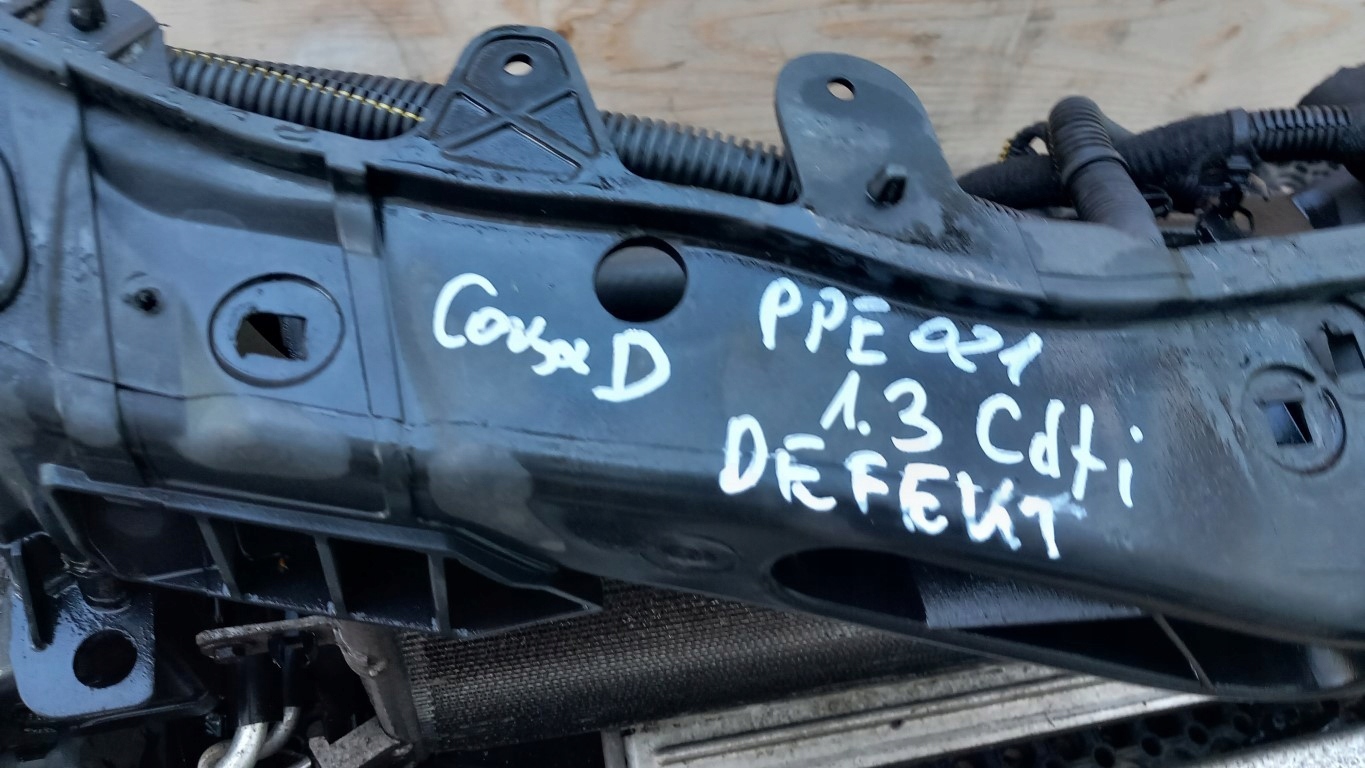 Corsa D
PPE 021
1.3 Cdti
DEFEKT